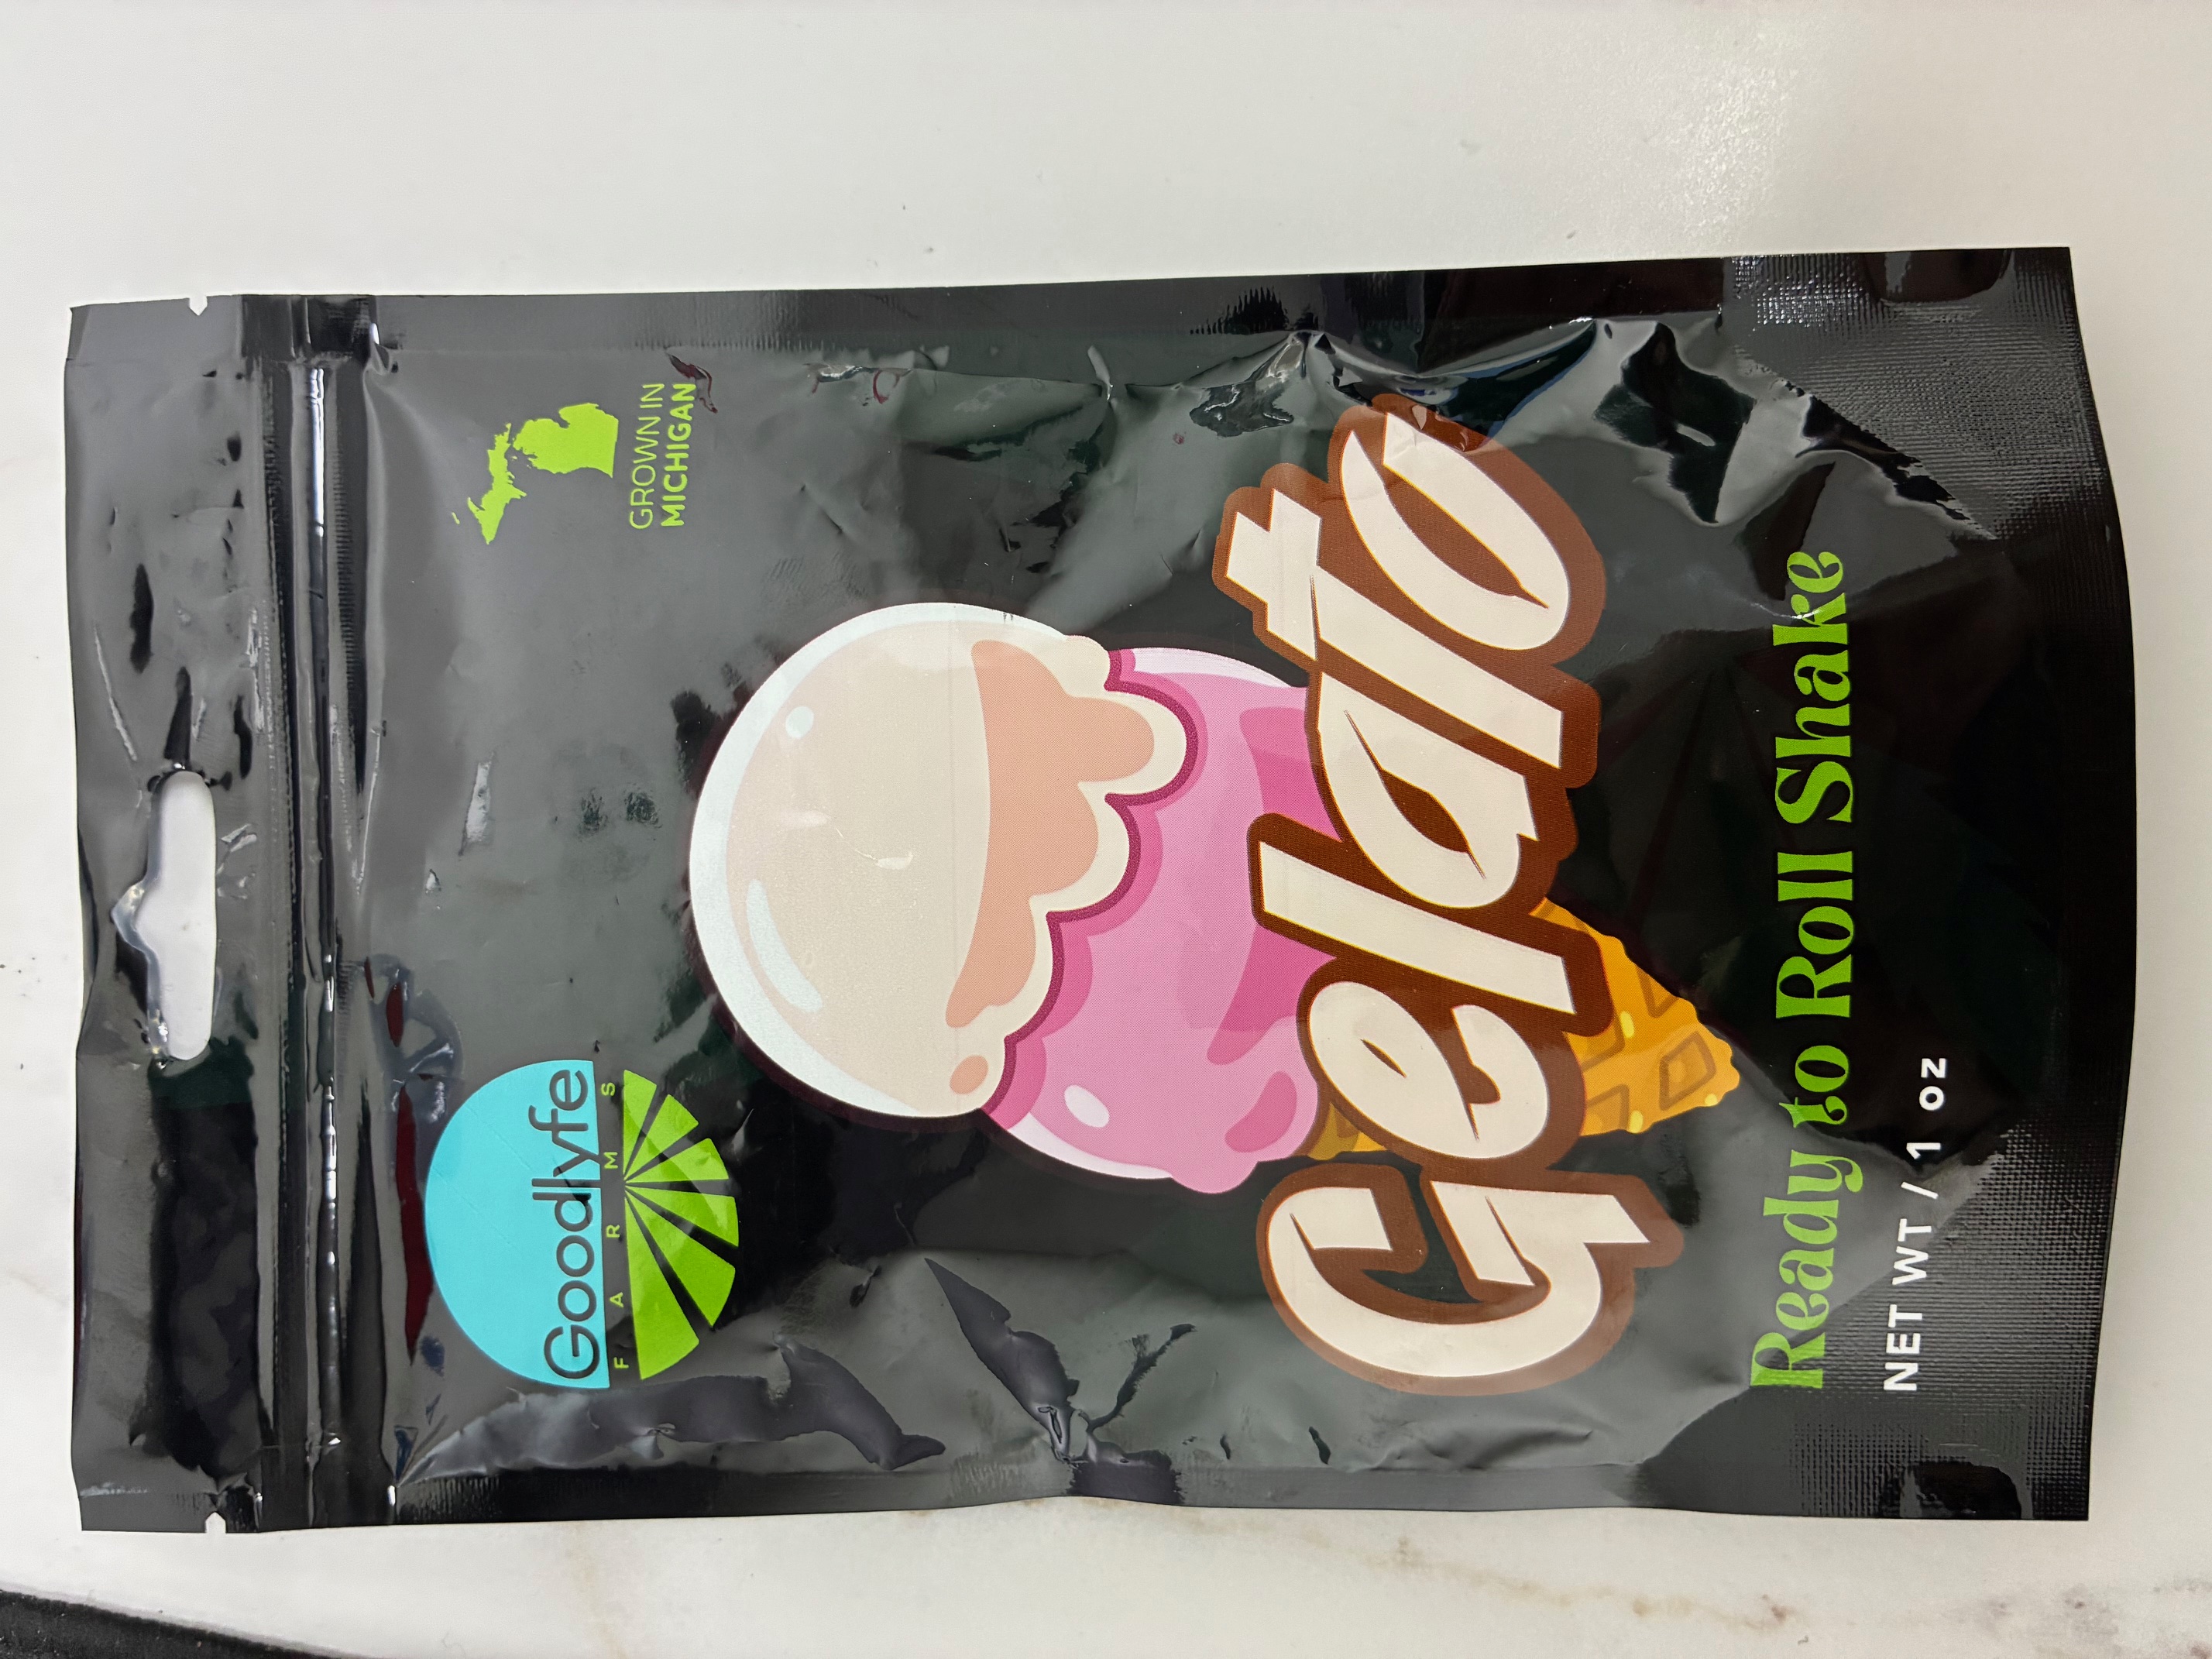 Goodlyfe
FARMS
GROWN IN
MICHIGAN
Gelato
Ready to Roll Shake
NET WT / 1 OZ